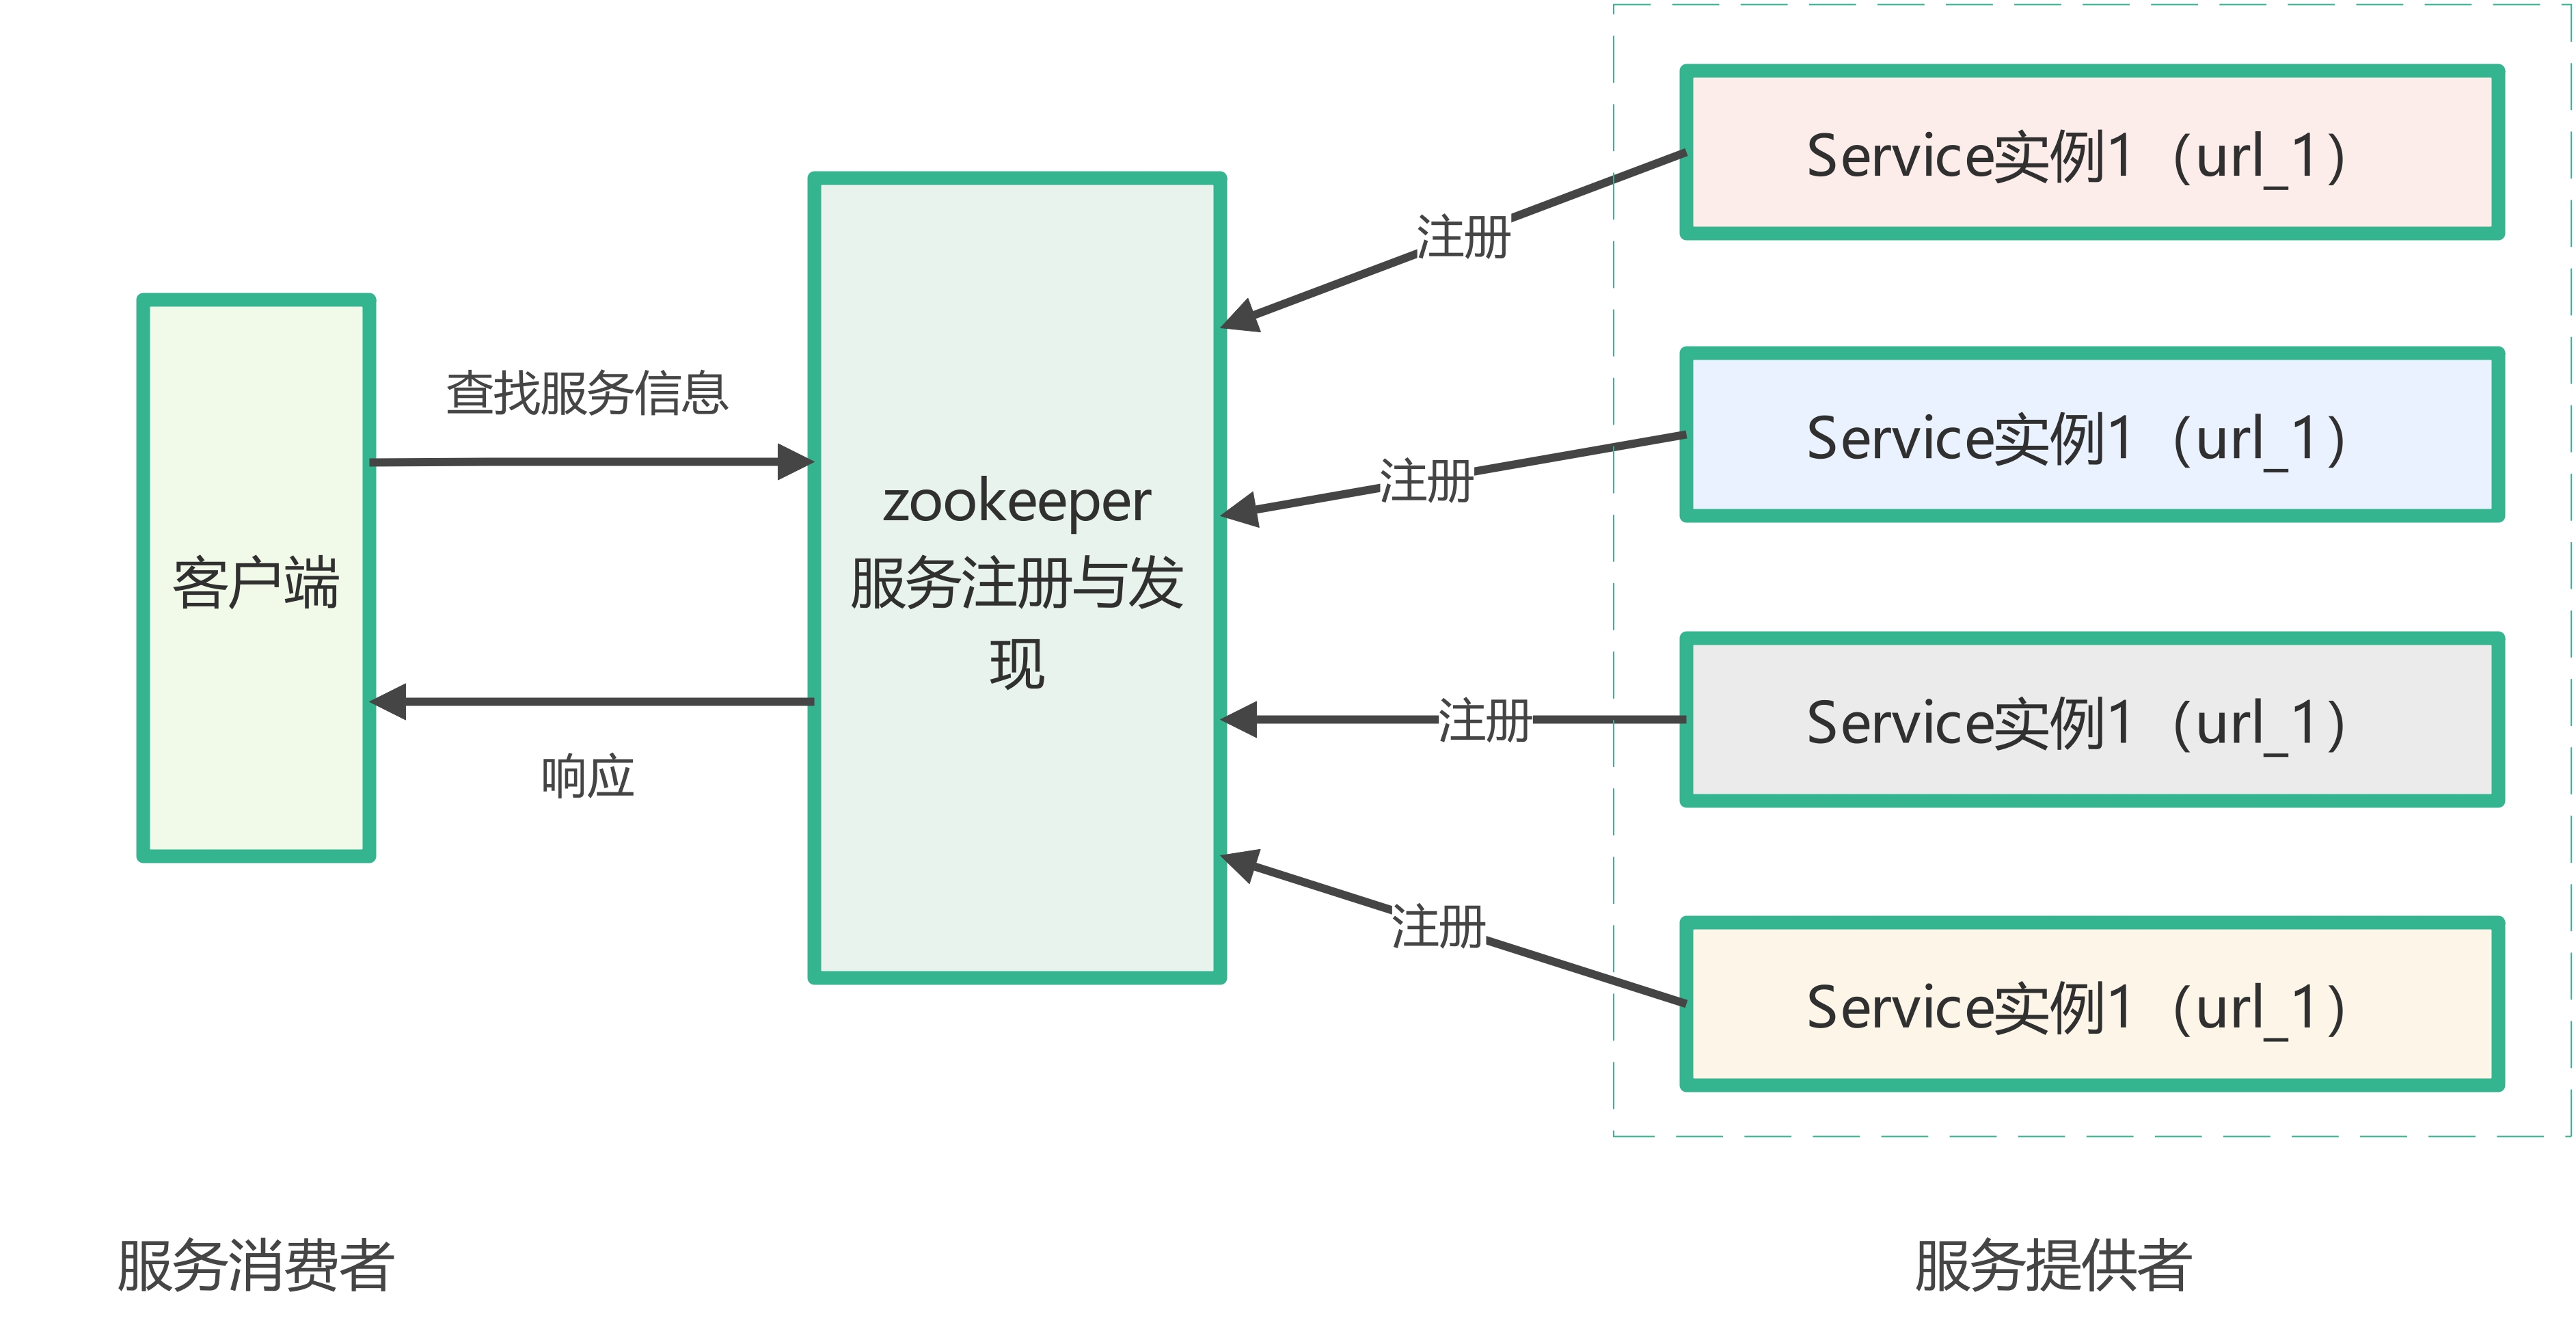 客户端
查找服务信息
响应
zookeeper
服务注册与发
现
注册
注册
注册
注册
Service实例1（url_1）
Service实例1（url_1）
Service实例1（url_1）
Service实例1（url_1）
服务消费者
服务提供者